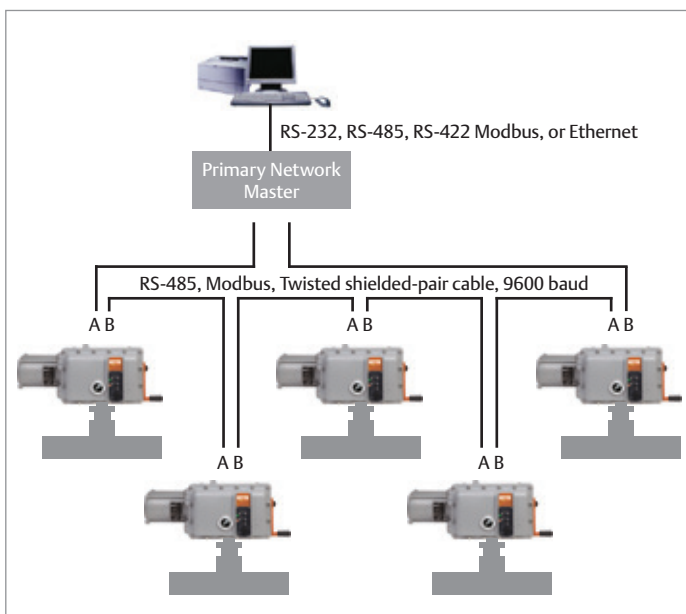 RS-232, RS-485, RS-422 Modbus, or Ethernet
Primary Network
Master
RS-485, Modbus, Twisted shielded-pair cable, 9600 baud
A B
A B
A B
A B
A B